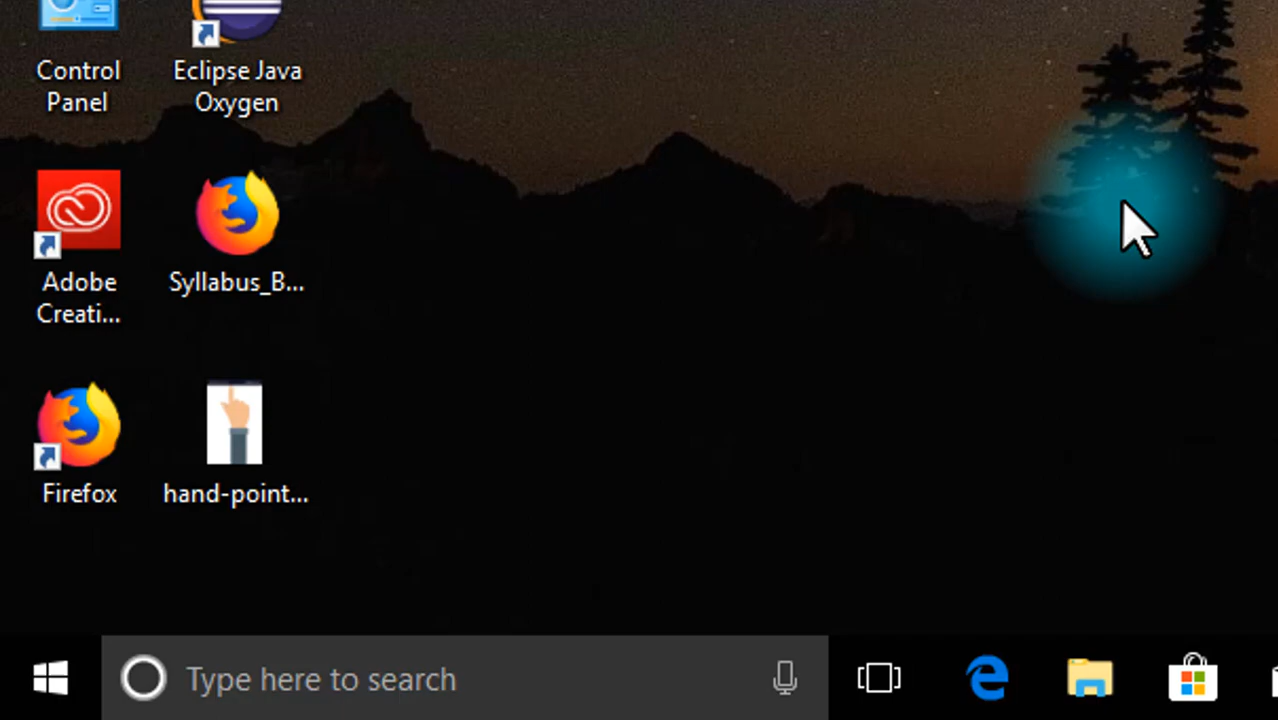 Control
Panel
Eclipse Java
Oxygen
Adobe
Creati...
Syllabus_B...
Firefox
hand-point...
Type here to search